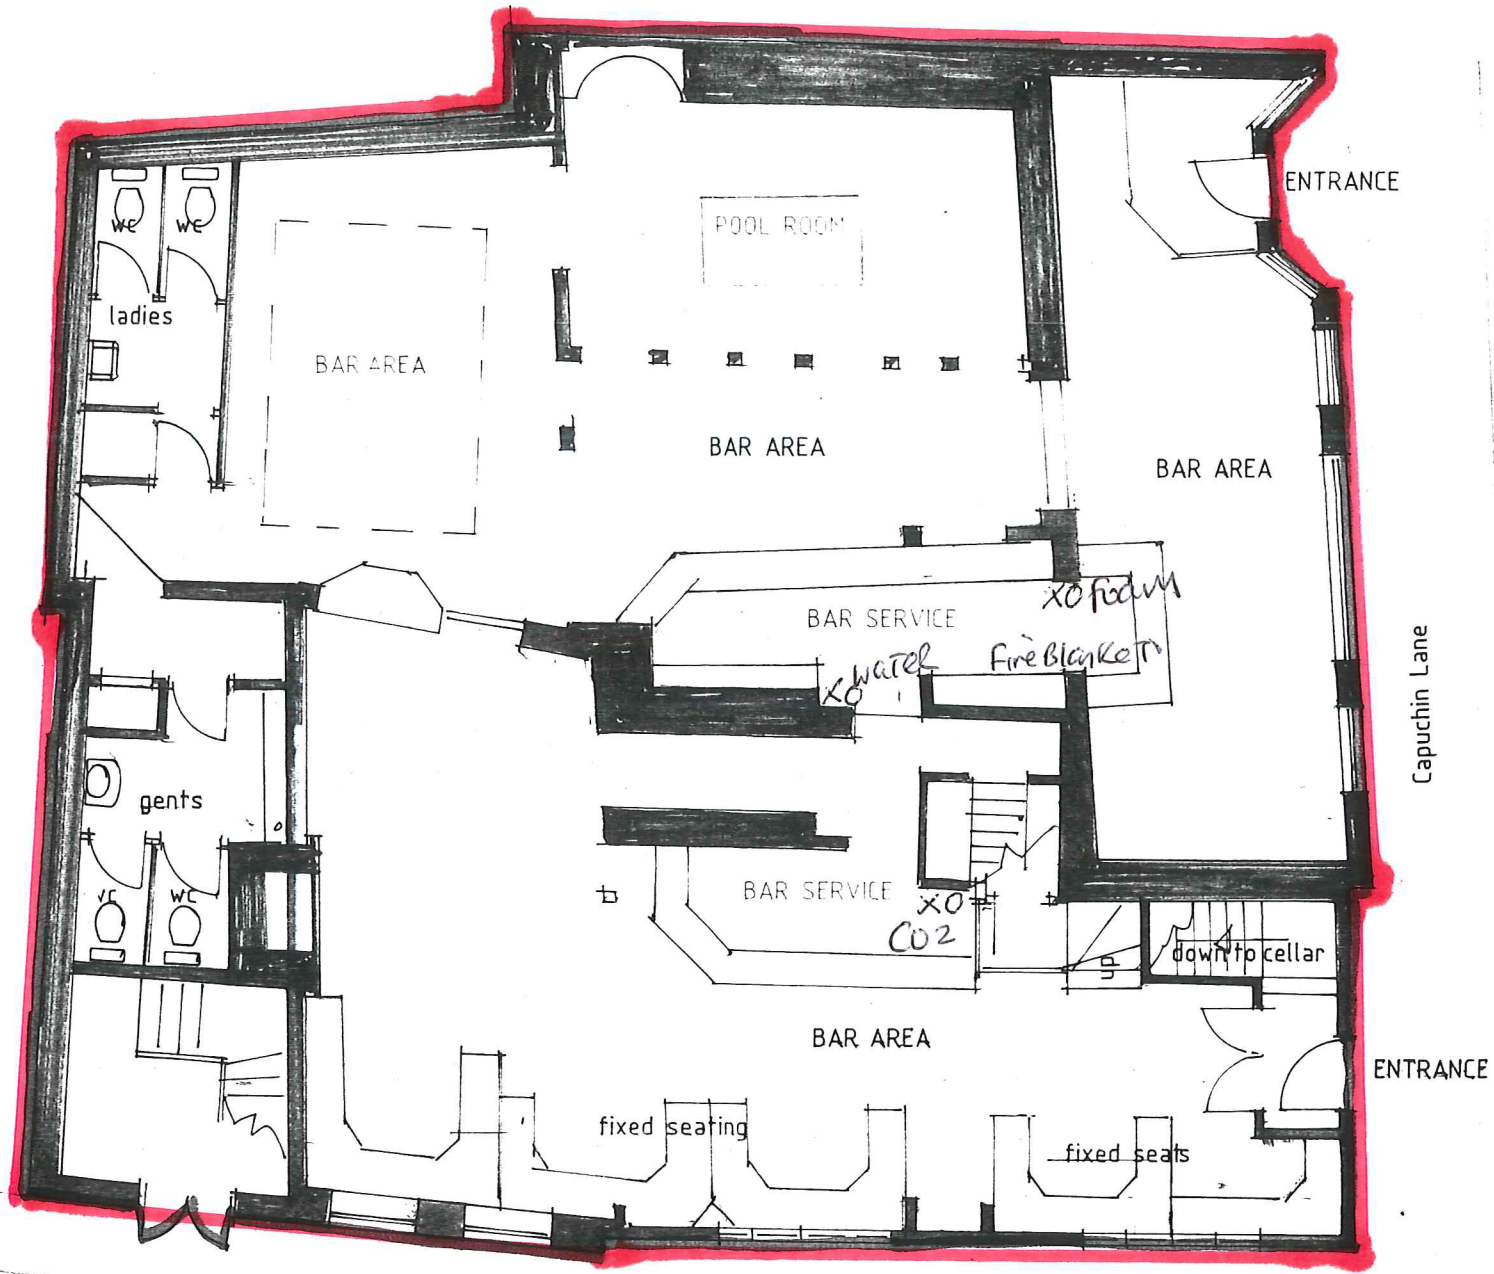 ENTRANCE
WC WC
POOL ROOM
ladies
BAR AREA
BAR AREA
BAR AREA
XO Foam
BAR SERVICE
Fire Blanket
XO water
Capuchin Lane
gents
WC
BAR SERVICE
XO
CO2
up
down to cellar
BAR AREA
ENTRANCE
fixed seating
fixed seats